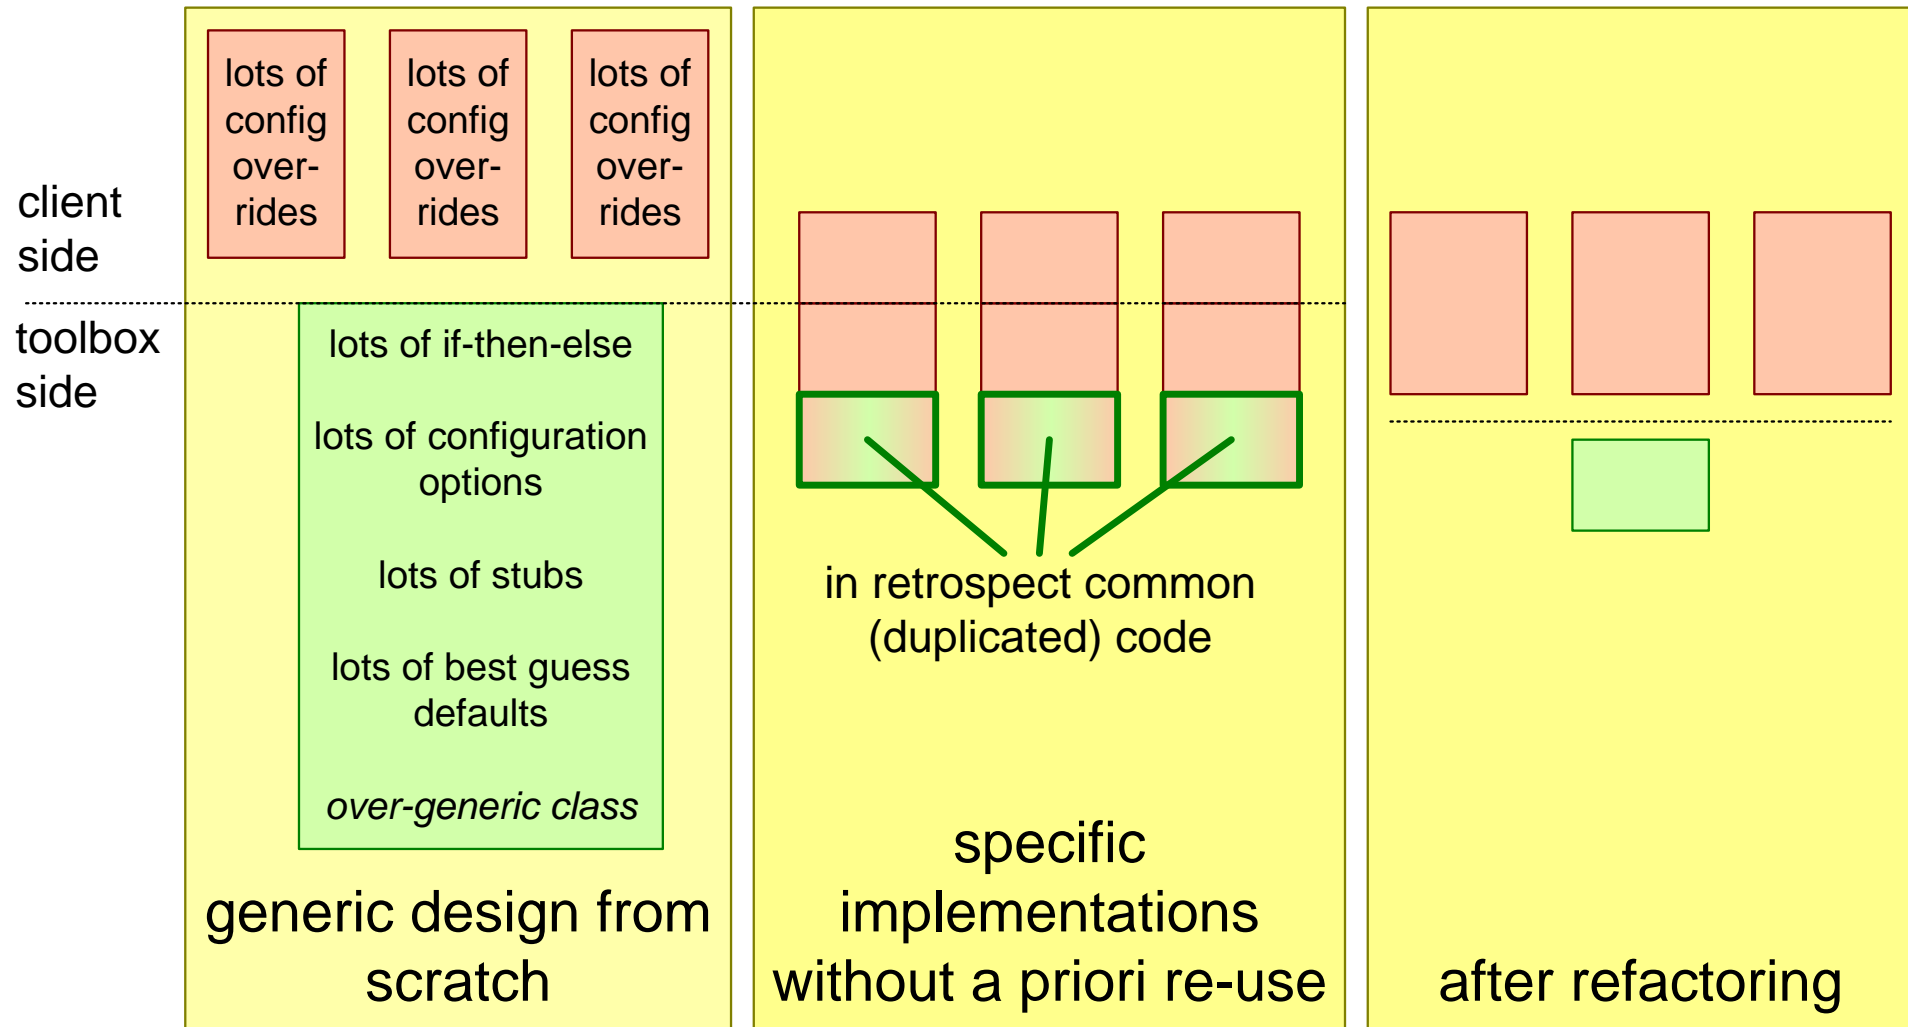 client
side
toolbox
side
lots of
config
over-
rides
lots of
config
over-
rides
lots of
config
over-
rides
lots of if-then-else
lots of configuration
options
lots of stubs
lots of best guess
defaults
over-generic class
generic design from
scratch
in retrospect common
(duplicated) code
specific
implementations
without a priori re-use
after refactoring